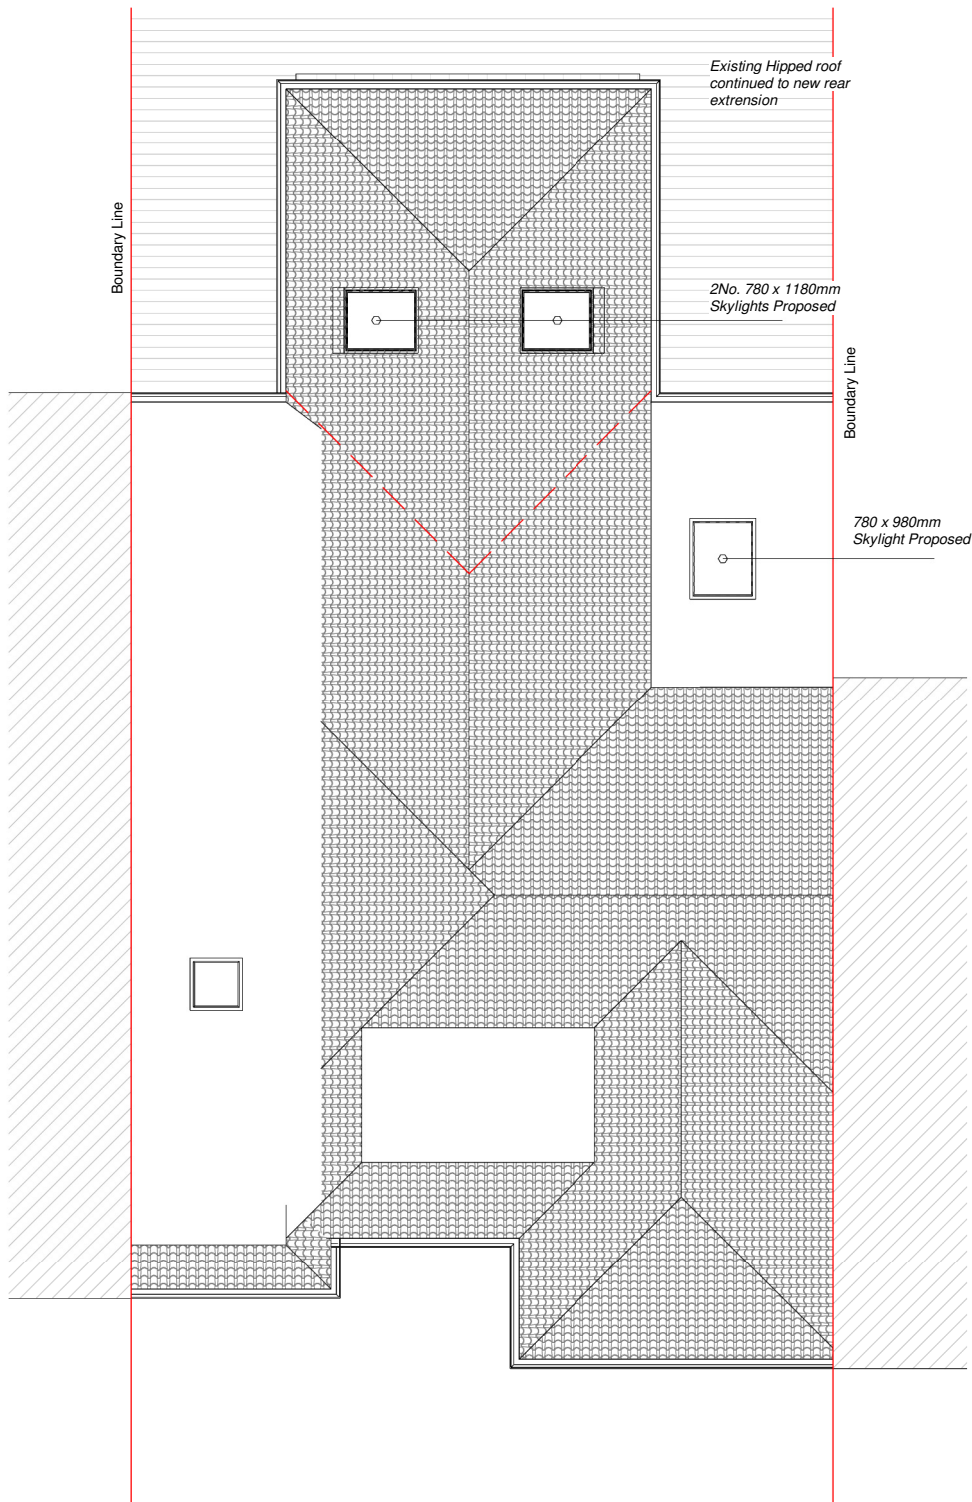 Existing Hipped roof
continued to new rear
extrension
Boundary Line
2No. 780 x 1180mm
Skylights Proposed
Boundary Line
780 x 980mm
Skylight Proposed